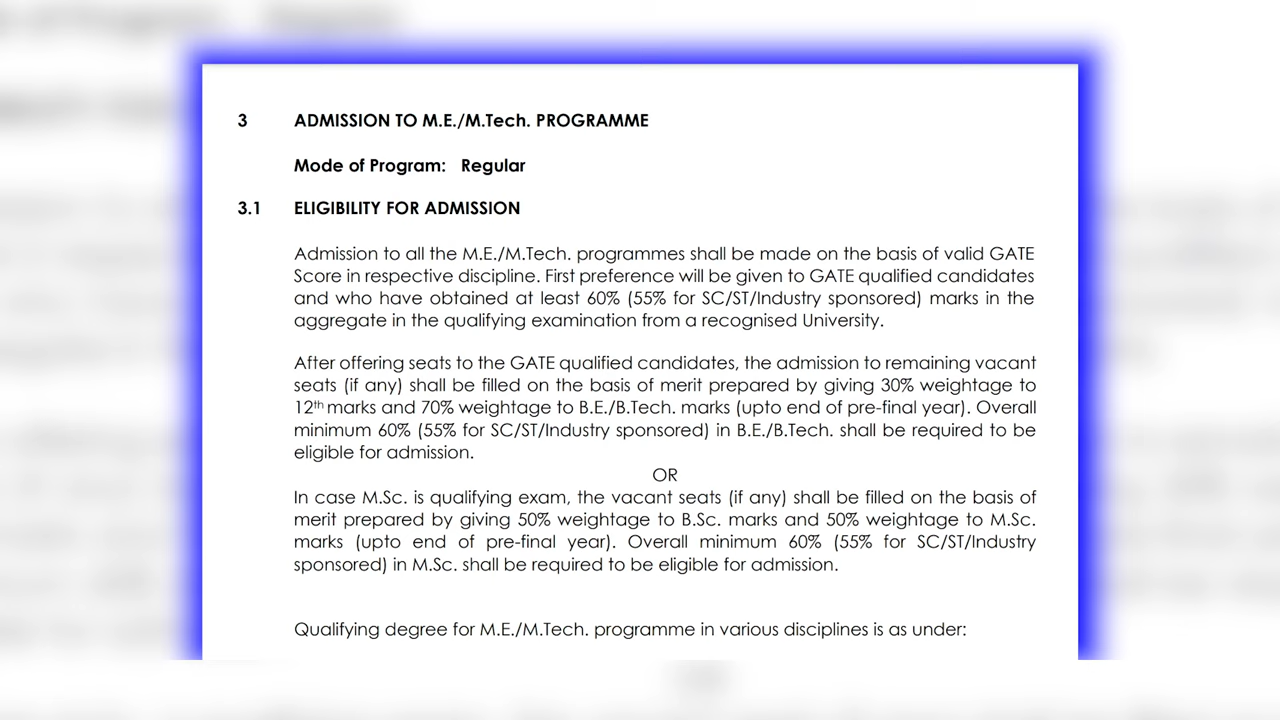 3 ADMISSION TO M.E./M.Tech. PROGRAMME
Mode of Program: Regular
3.1 ELIGIBILITY FOR ADMISSION
Admission to all the M.E./M.Tech. programmes shall be made on the basis of valid GATE
Score in respective discipline. First preference will be given to GATE qualified candidates
and who have obtained at least 60% (55% for SC/ST/Industry sponsored) marks in the
aggregate in the qualifying examination from a recognised University.
After offering seats to the GATE qualified candidates, the admission to remaining vacant
seats (if any) shall be filled on the basis of merit prepared by giving 30% weightage to
12th marks and 70% weightage to B.E./B.Tech. marks (upto end of pre-final year). Overall
minimum 60% (55% for SC/ST/Industry sponsored) in B.E./B.Tech. shall be required to be
eligible for admission.
OR
In case M.Sc. is qualifying exam, the vacant seats (if any) shall be filled on the basis of
merit prepared by giving 50% weightage to B.Sc. marks and 50% weightage to M.Sc.
marks (upto end of pre-final year). Overall minimum 60% (55% for SC/ST/Industry
sponsored) in M.Sc. shall be required to be eligible for admission.
Qualifying degree for M.E./M.Tech. programme in various disciplines is as under: